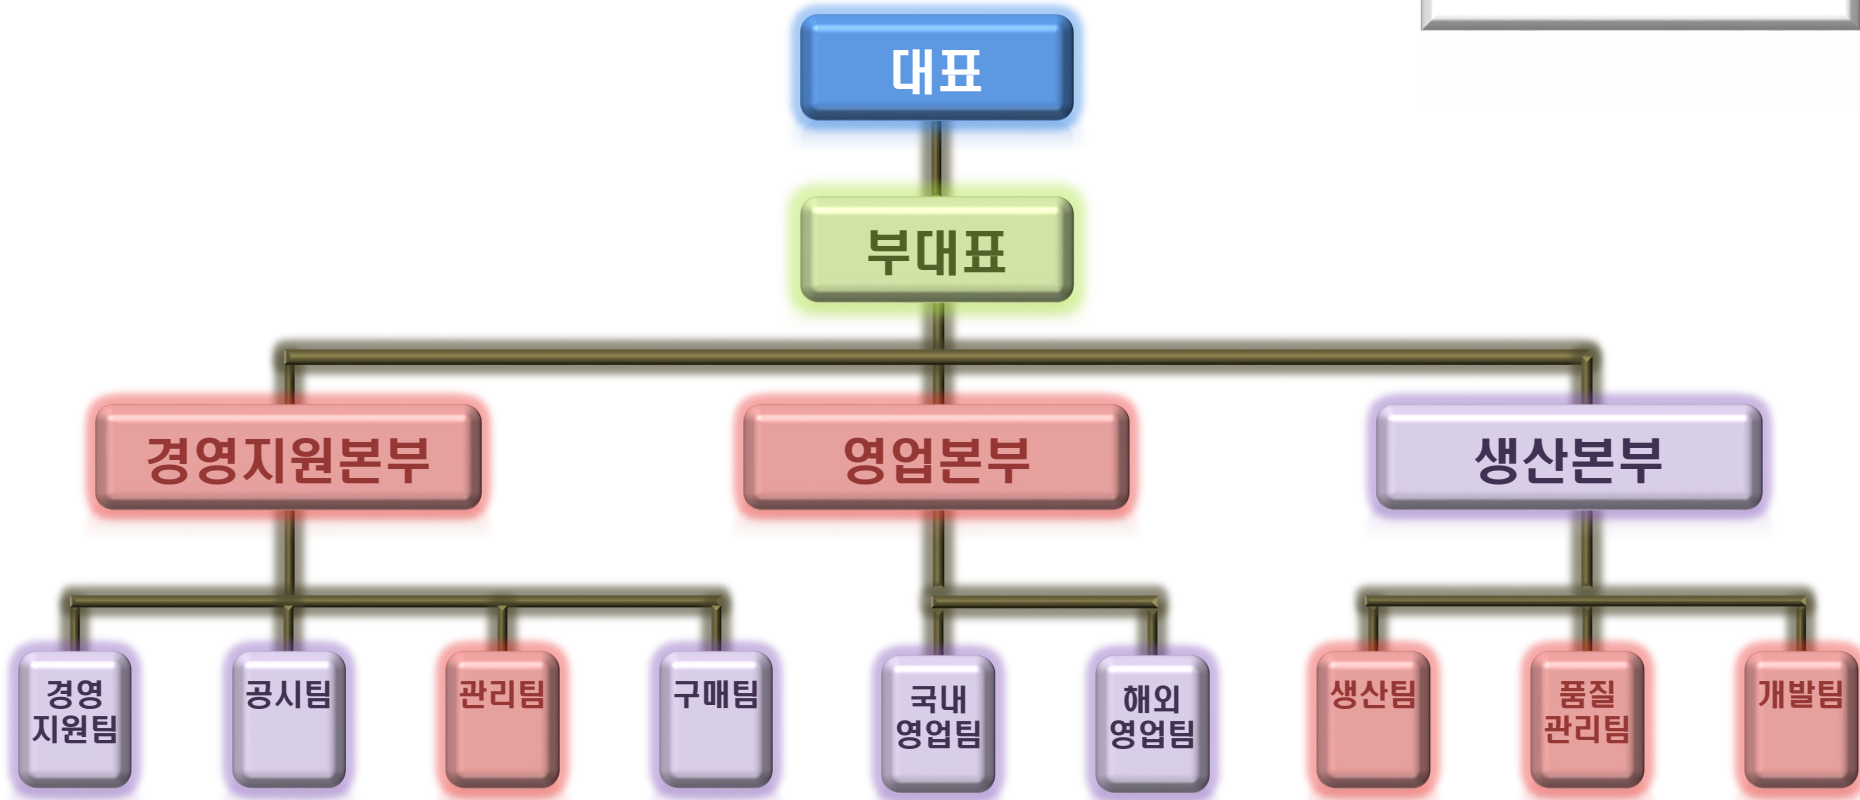 대표
부대표
경영지원본부
영업본부
생산본부
경영
지원팀
공시팀
관리팀
구매팀
국내
영업팀
해외
영업팀
생산팀
품질
관리팀
개발팀